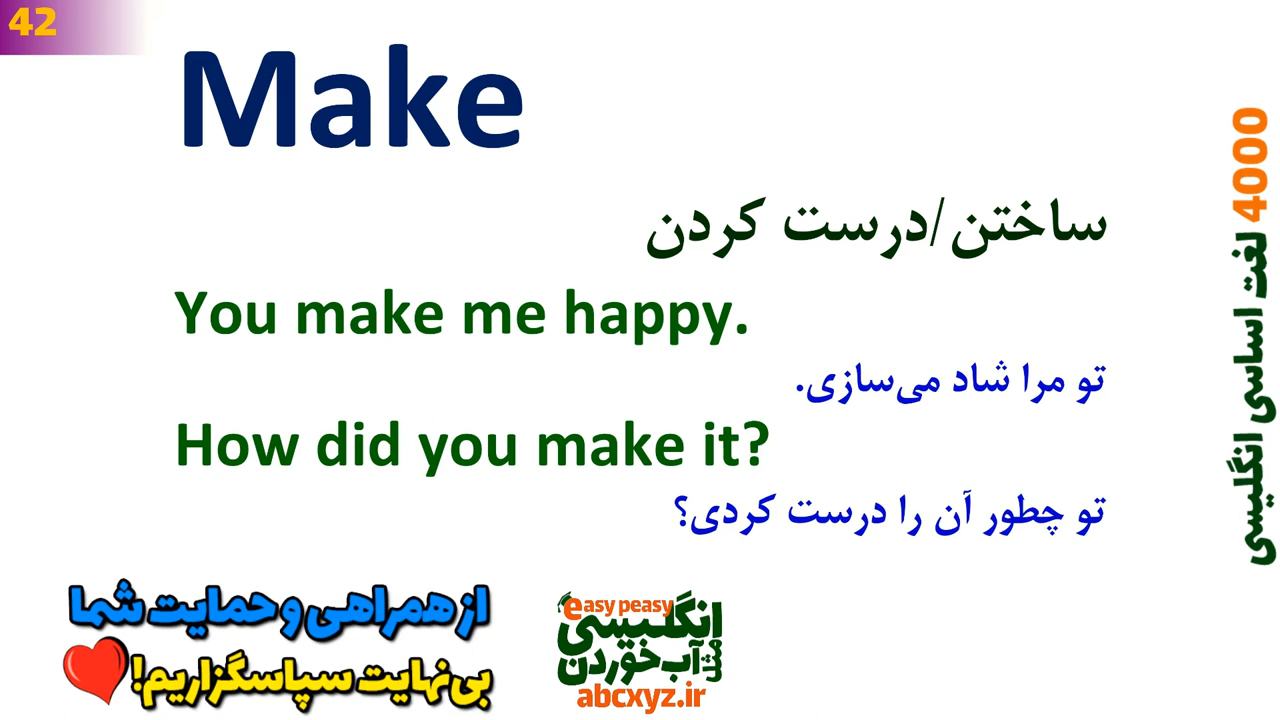 42
Make
ساختن/درست کردن
You make me happy.
تو مرا شاد می‌سازی.
How did you make it?
تو چطور آن را درست کردی؟
4000 لغت اساسی انگلیسی
از همراهی و حمایت شما
بی‌نهایت سپاسگزاریم!
easy peasy
انگلیسی
مثل آب خوردن
abcxyz.ir